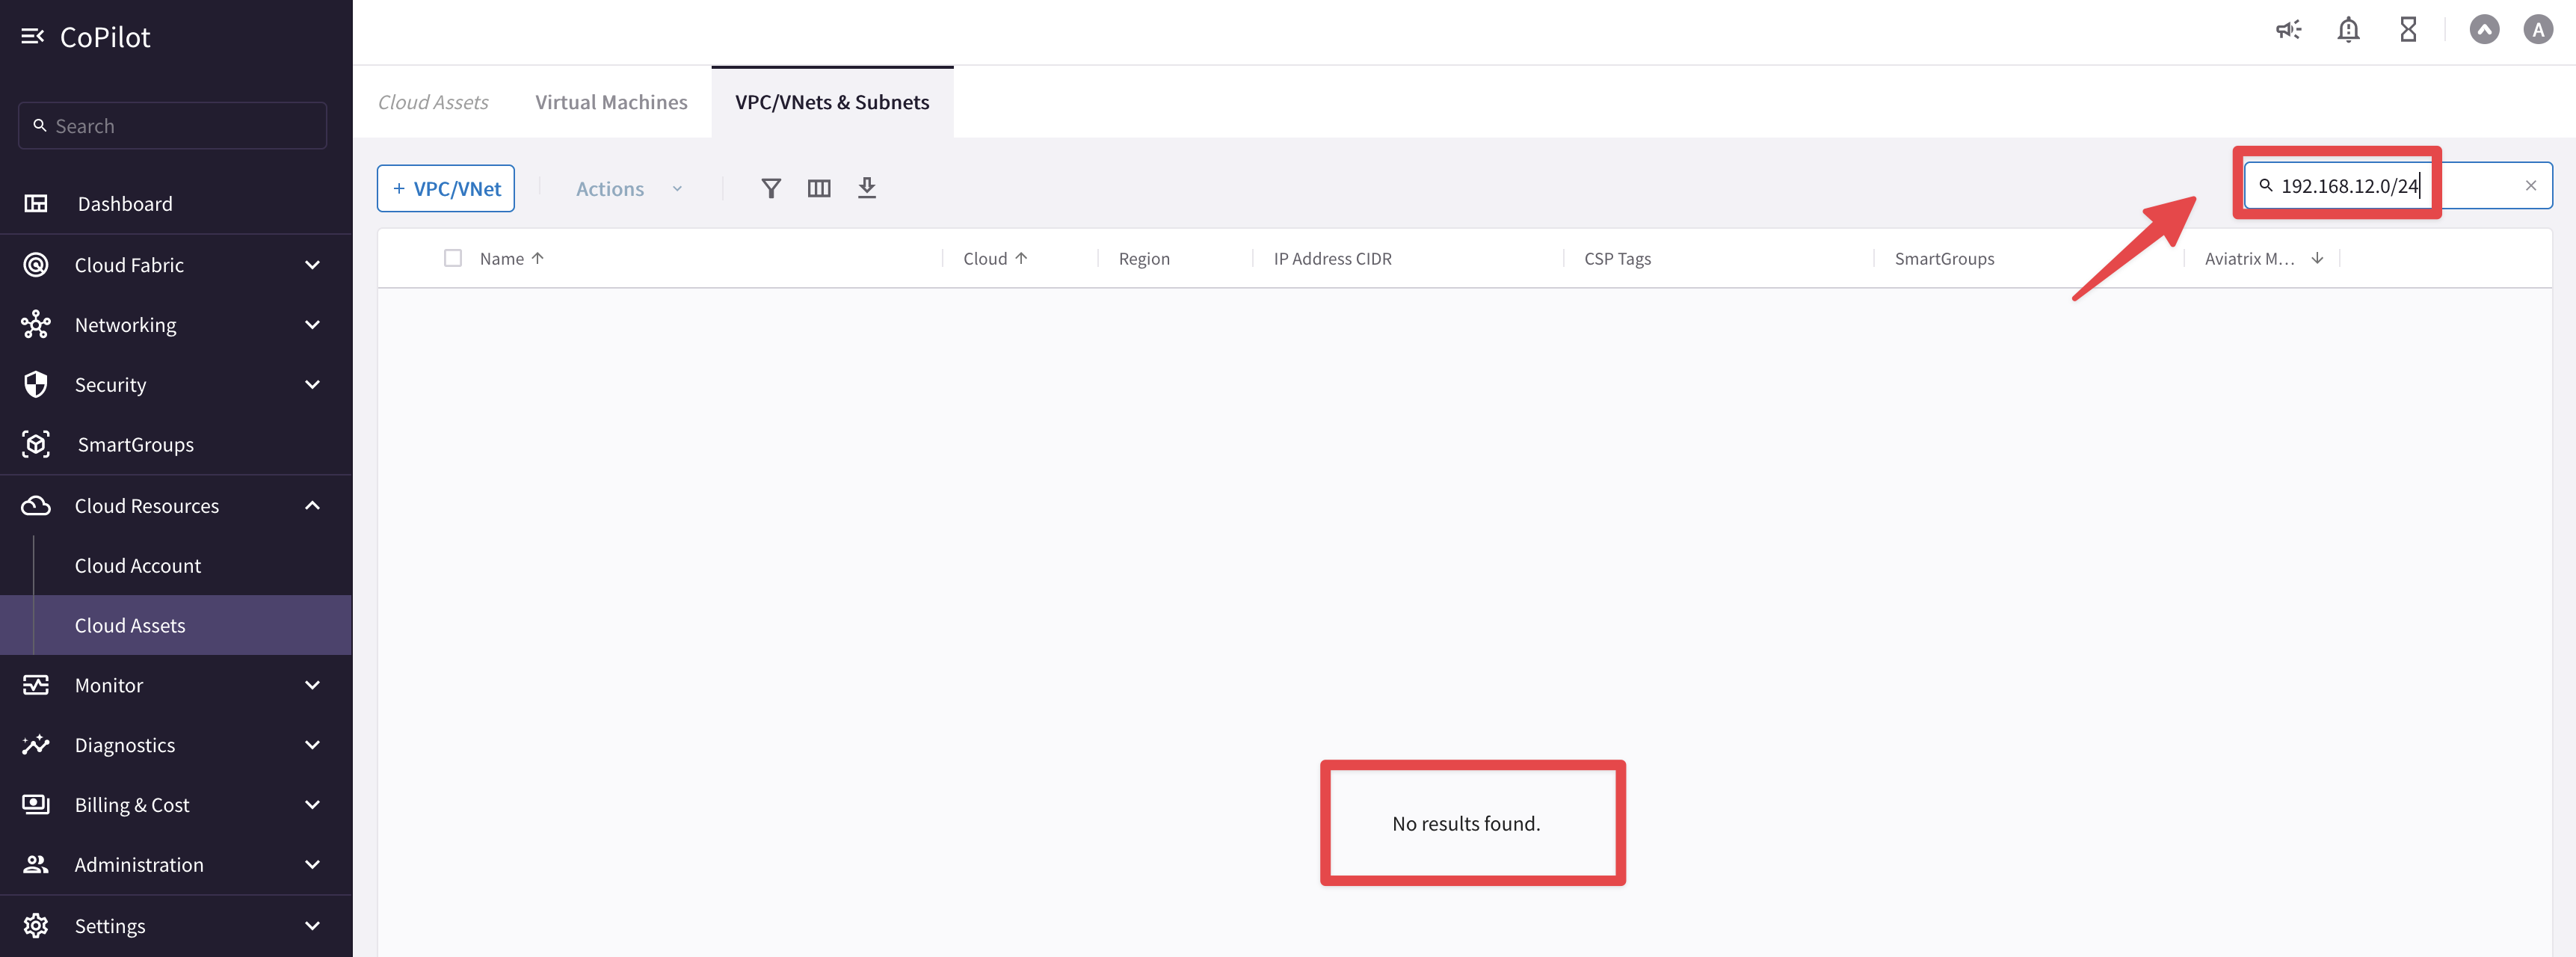 CoPilot
Search
Dashboard
Cloud Fabric
Networking
Security
SmartGroups
Cloud Resources
Cloud Account
Cloud Assets
Monitor
Diagnostics
Billing & Cost
Administration
Settings
A
Cloud Assets Virtual Machines VPC/VNets & Subnets
+ VPC/VNet Actions 192.168.12.0/24
Name Cloud Region IP Address CIDR CSP Tags SmartGroups Aviatrix M...
No results found.